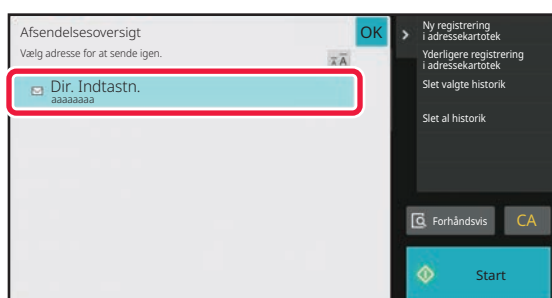 Afsendelsesoversigt
OK
Vælg adresse for at sende igen.
Dir. Indtastn.
aaaaaaaa
Ny registrering
i adressekartotek
Yderligere registrering
i adressekartotek
Slet valgte historik
Slet al historik
Forhåndsvis
CA
Start